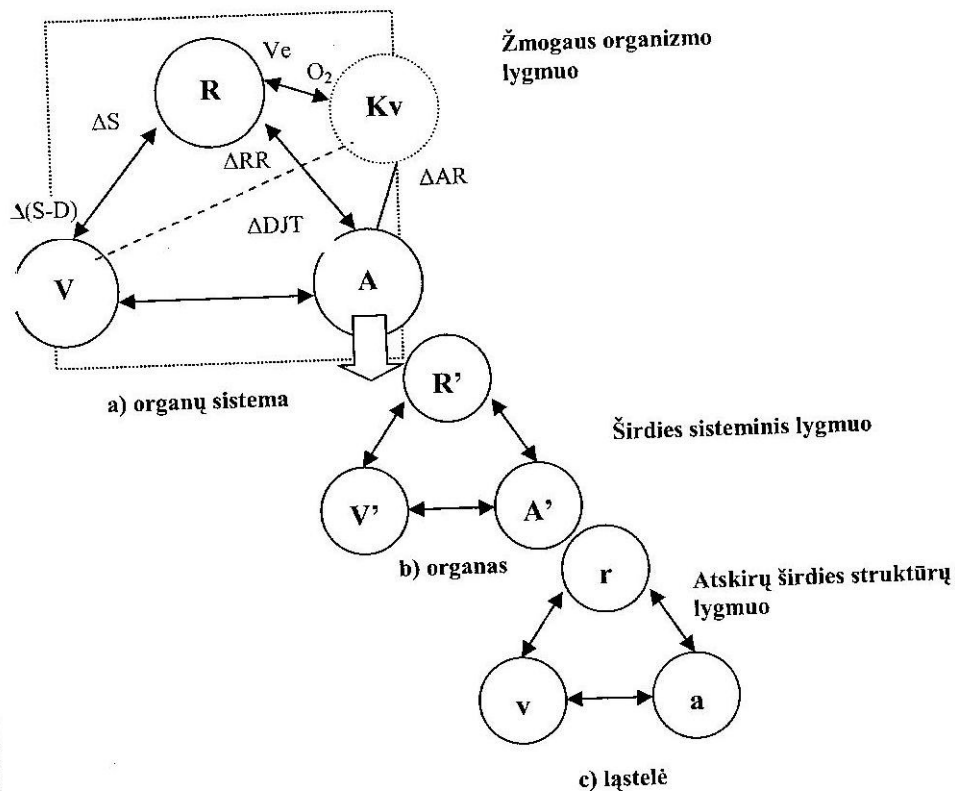 Žmogaus organizmo
lygmuo
Ve
O₂
R
Kv
ΔS
ΔRR
ΔAR
Δ(S-D)
ΔDJT
V
A
a) organų sistema
R’
Širdies sisteminis lygmuo
V’
A’
b) organas
r
Atskirų širdies struktūrų
lygmuo
v
a
c) ląstelė